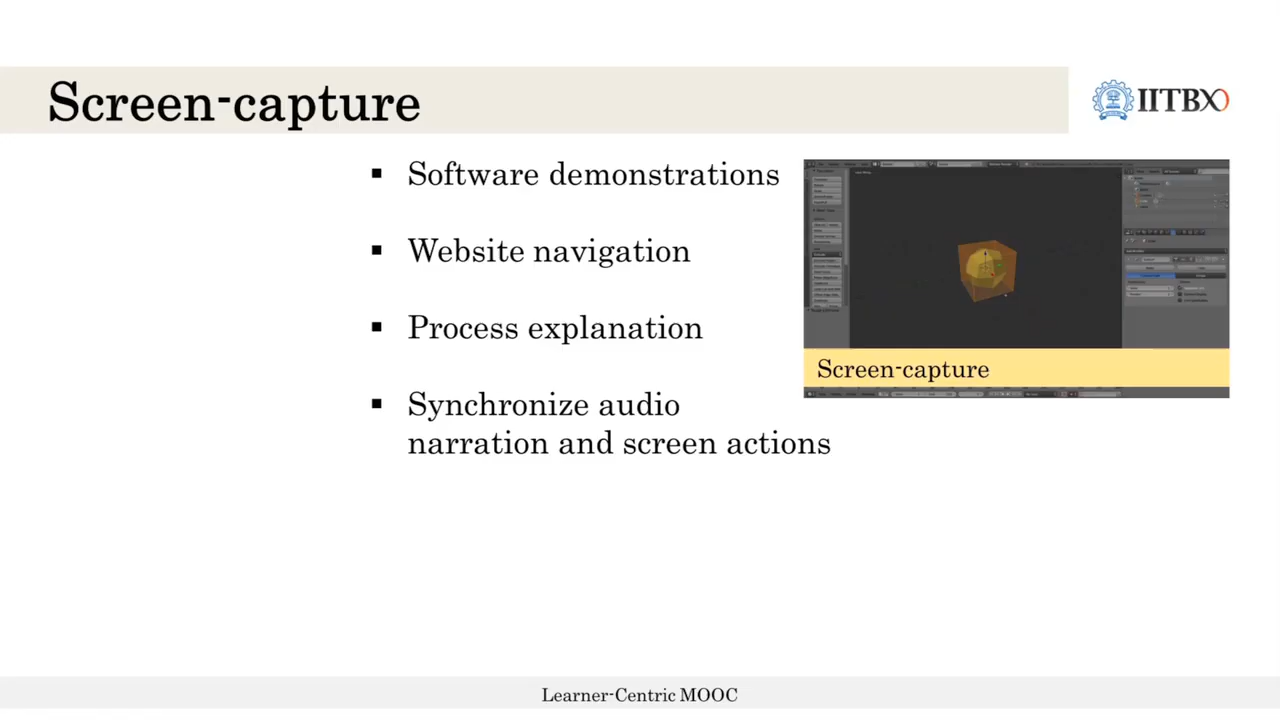 Screen-capture
IITBX
▪ Software demonstrations
▪ Website navigation
▪ Process explanation
▪ Synchronize audio
narration and screen actions
Screen-capture
Learner-Centric MOOC